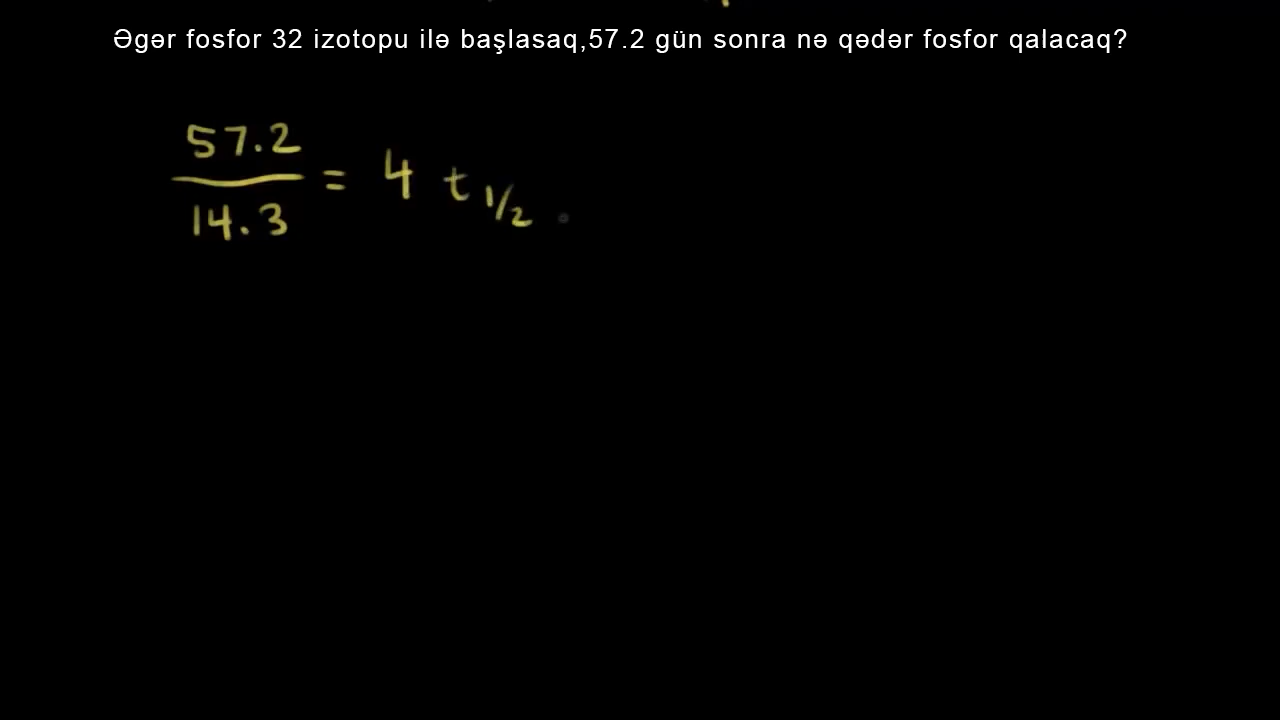 Əgər fosfor 32 izotopu ilə başlasaq,57.2 gün sonra nə qədər fosfor qalacaq?
57.2
14.3
= 4 t 1/2